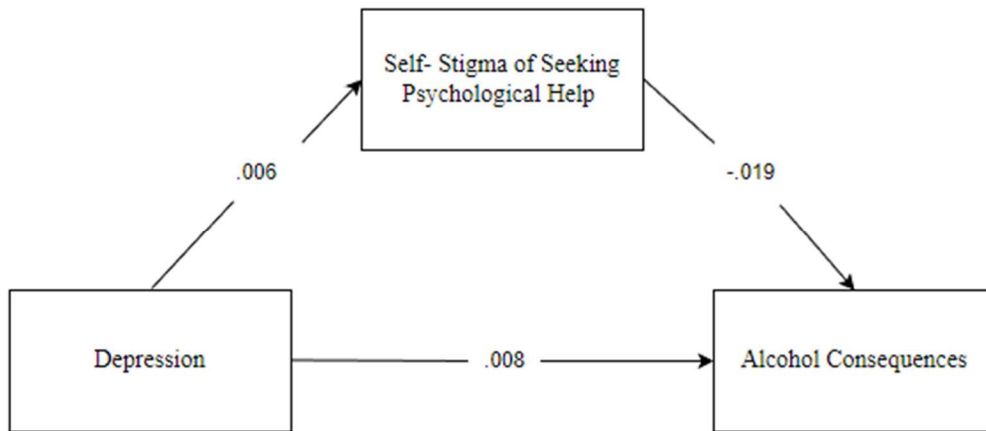 Self- Stigma of Seeking
Psychological Help
.006
-.019
Depression
.008
Alcohol Consequences